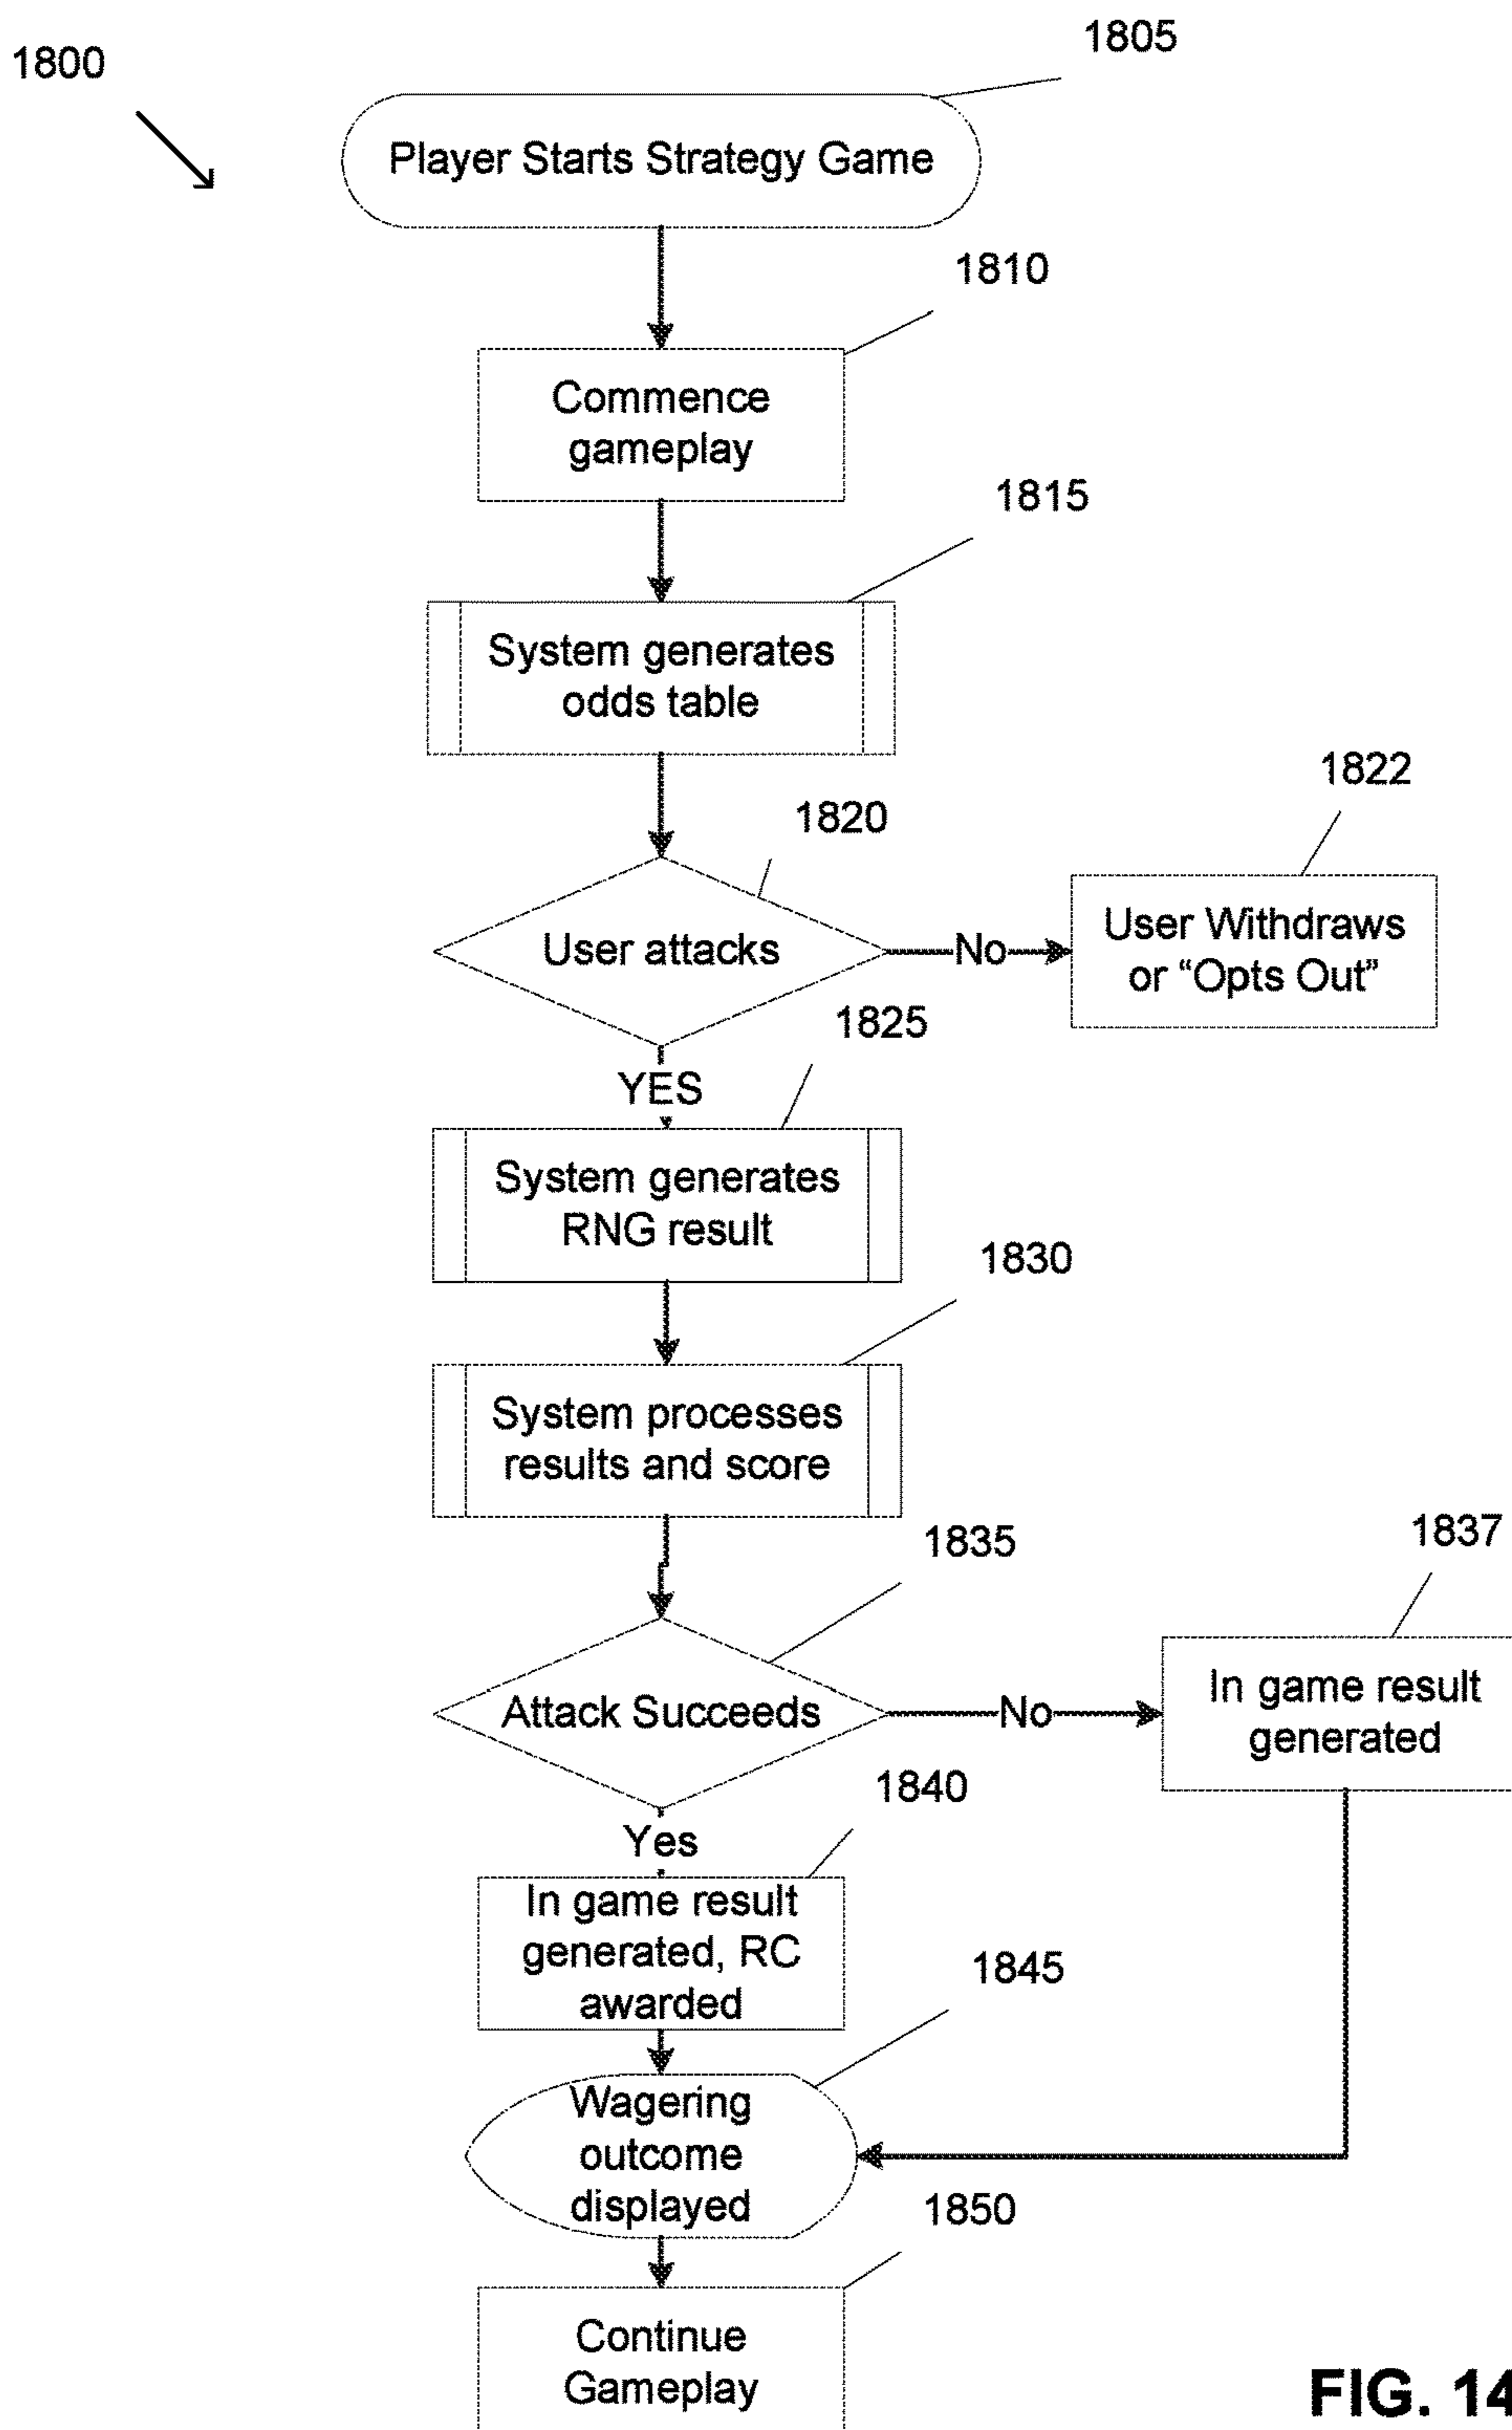 1800
1805
Player Starts Strategy Game
1810
Commence
gameplay
1815
System generates
odds table
1820
User attacks
No
1822
User Withdraws
or “Opts Out”
YES
1825
System generates
RNG result
1830
System processes
results and score
1835
Attack Succeeds
No
1837
In game result
generated
Yes
1840
In game result
generated, RC
awarded
1845
Wagering
outcome
displayed
1850
Continue
Gameplay
FIG. 14